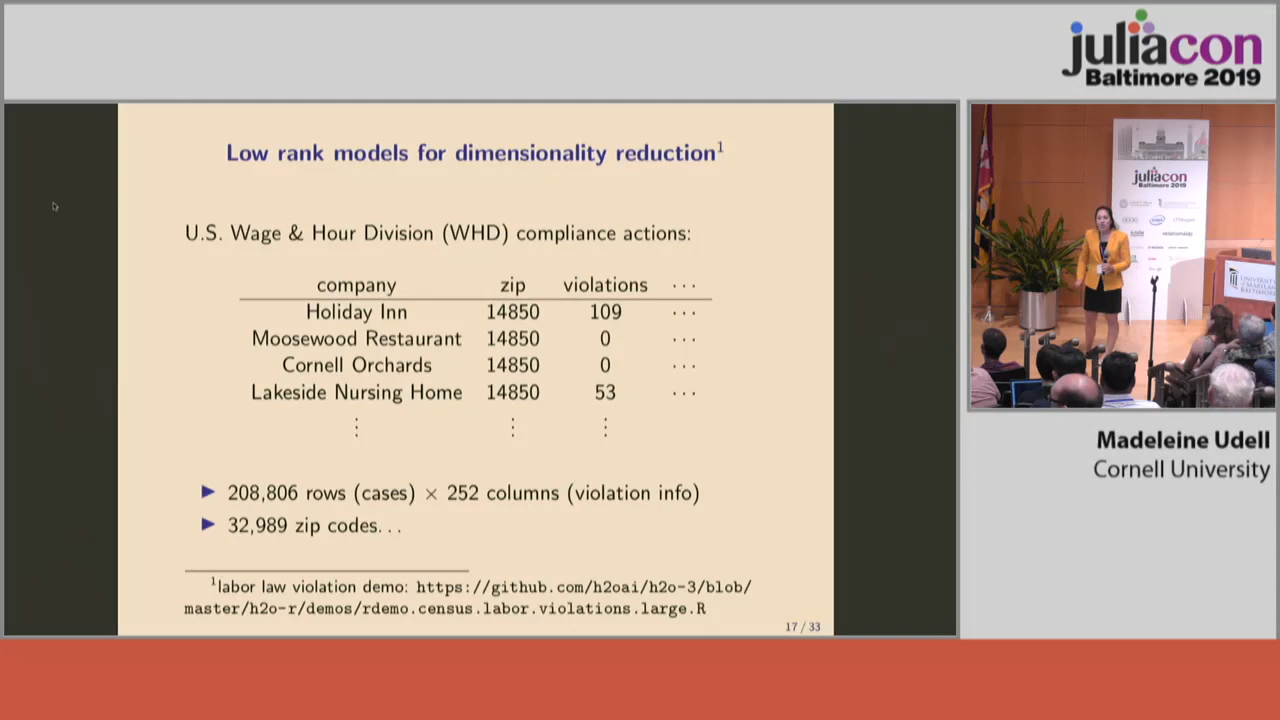 juliacon
Baltimore 2019
Low rank models for dimensionality reduction1
U.S. Wage & Hour Division (WHD) compliance actions:
company zip violations ···
Holiday Inn 14850 109 ···
Moosewood Restaurant 14850 0 ···
Cornell Orchards 14850 0 ···
Lakeside Nursing Home 14850 53 ···
⋮ ⋮ ⋮
▶ 208,806 rows (cases) × 252 columns (violation info)
▶ 32,989 zip codes...
1labor law violation demo: https://github.com/h2oai/h2o-3/blob/
master/h2o-r/demos/rdemo.census.labor.violations.large.R
17 / 33
juliacon
Baltimore 2019
Madeleine Udell
Cornell University